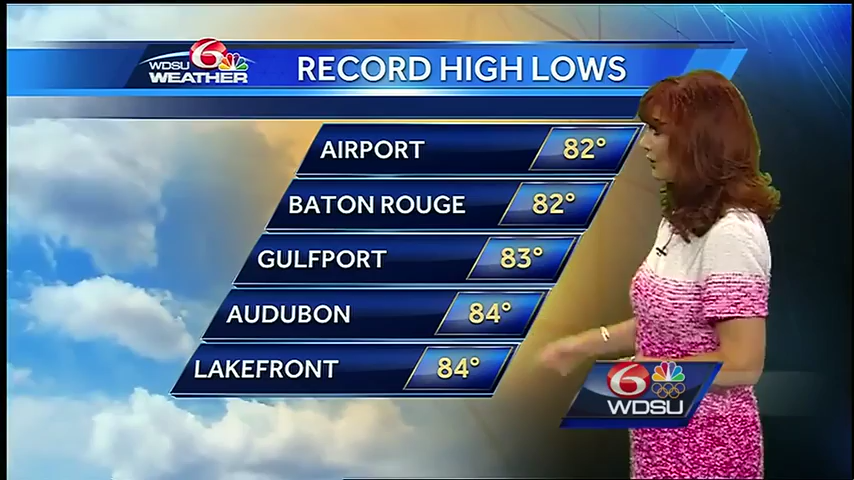 WDSU 6
WEATHER
RECORD HIGH LOWS
AIRPORT 82°
BATON ROUGE 82°
GULFPORT 83°
AUDUBON 84°
LAKEFRONT 84°
6
WDSU